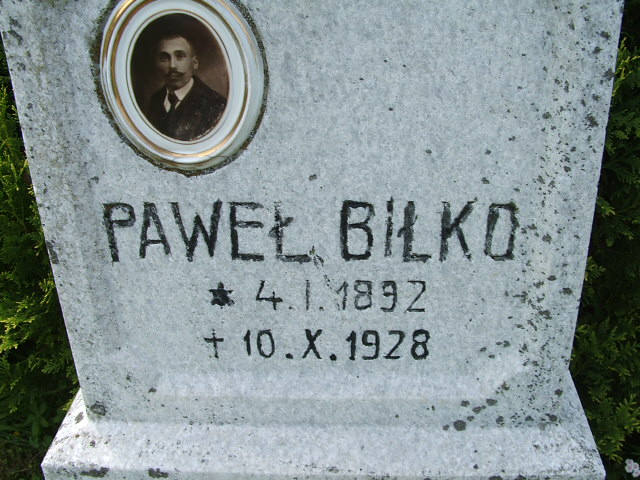 PAWEŁ BIŁKO
* 4.I.1892
† 10.X.1928